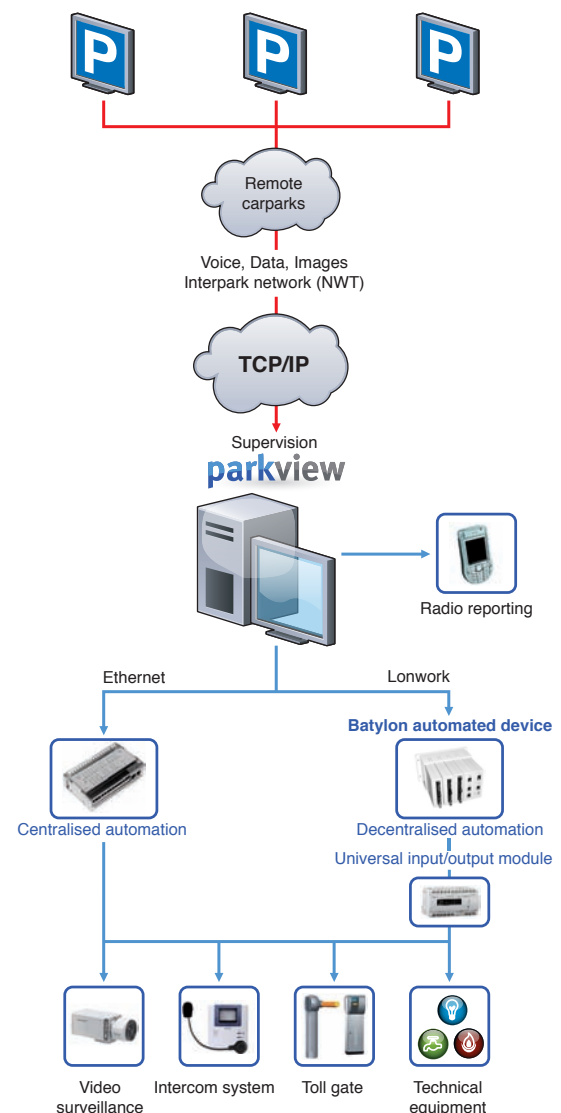 P
P
P
Remote
carparks
Voice, Data, Images
Interpark network (NWT)
TCP/IP
Supervision
parkview
Radio reporting
Ethernet
Lonwork
Batylon automated device
Centralised automation
Decentralised automation
Universal input/output module
Video
surveillance
Intercom system
Toll gate
Technical
equipment